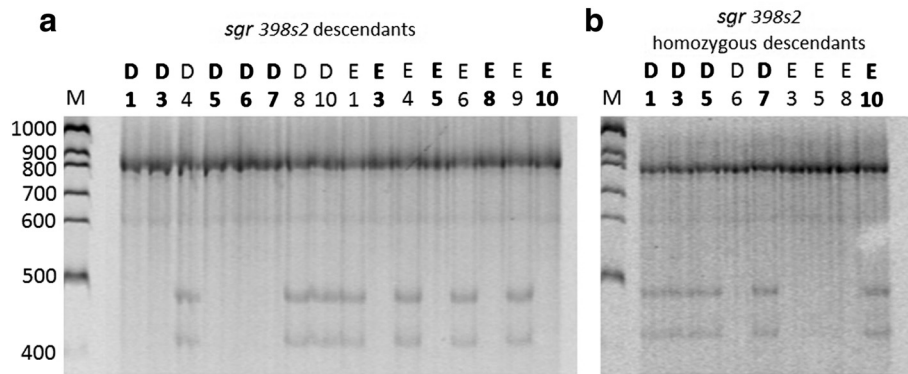 a
sgr 398s2 descendants
D D D D D D D D E E E E E E E E
M 1 3 4 5 6 7 8 10 1 3 4 5 6 8 9 10
1000
900
800
700
600
500
400
b
sgr 398s2
homozygous descendants
D D D D D E E E E
M 1 3 5 6 7 3 5 8 10